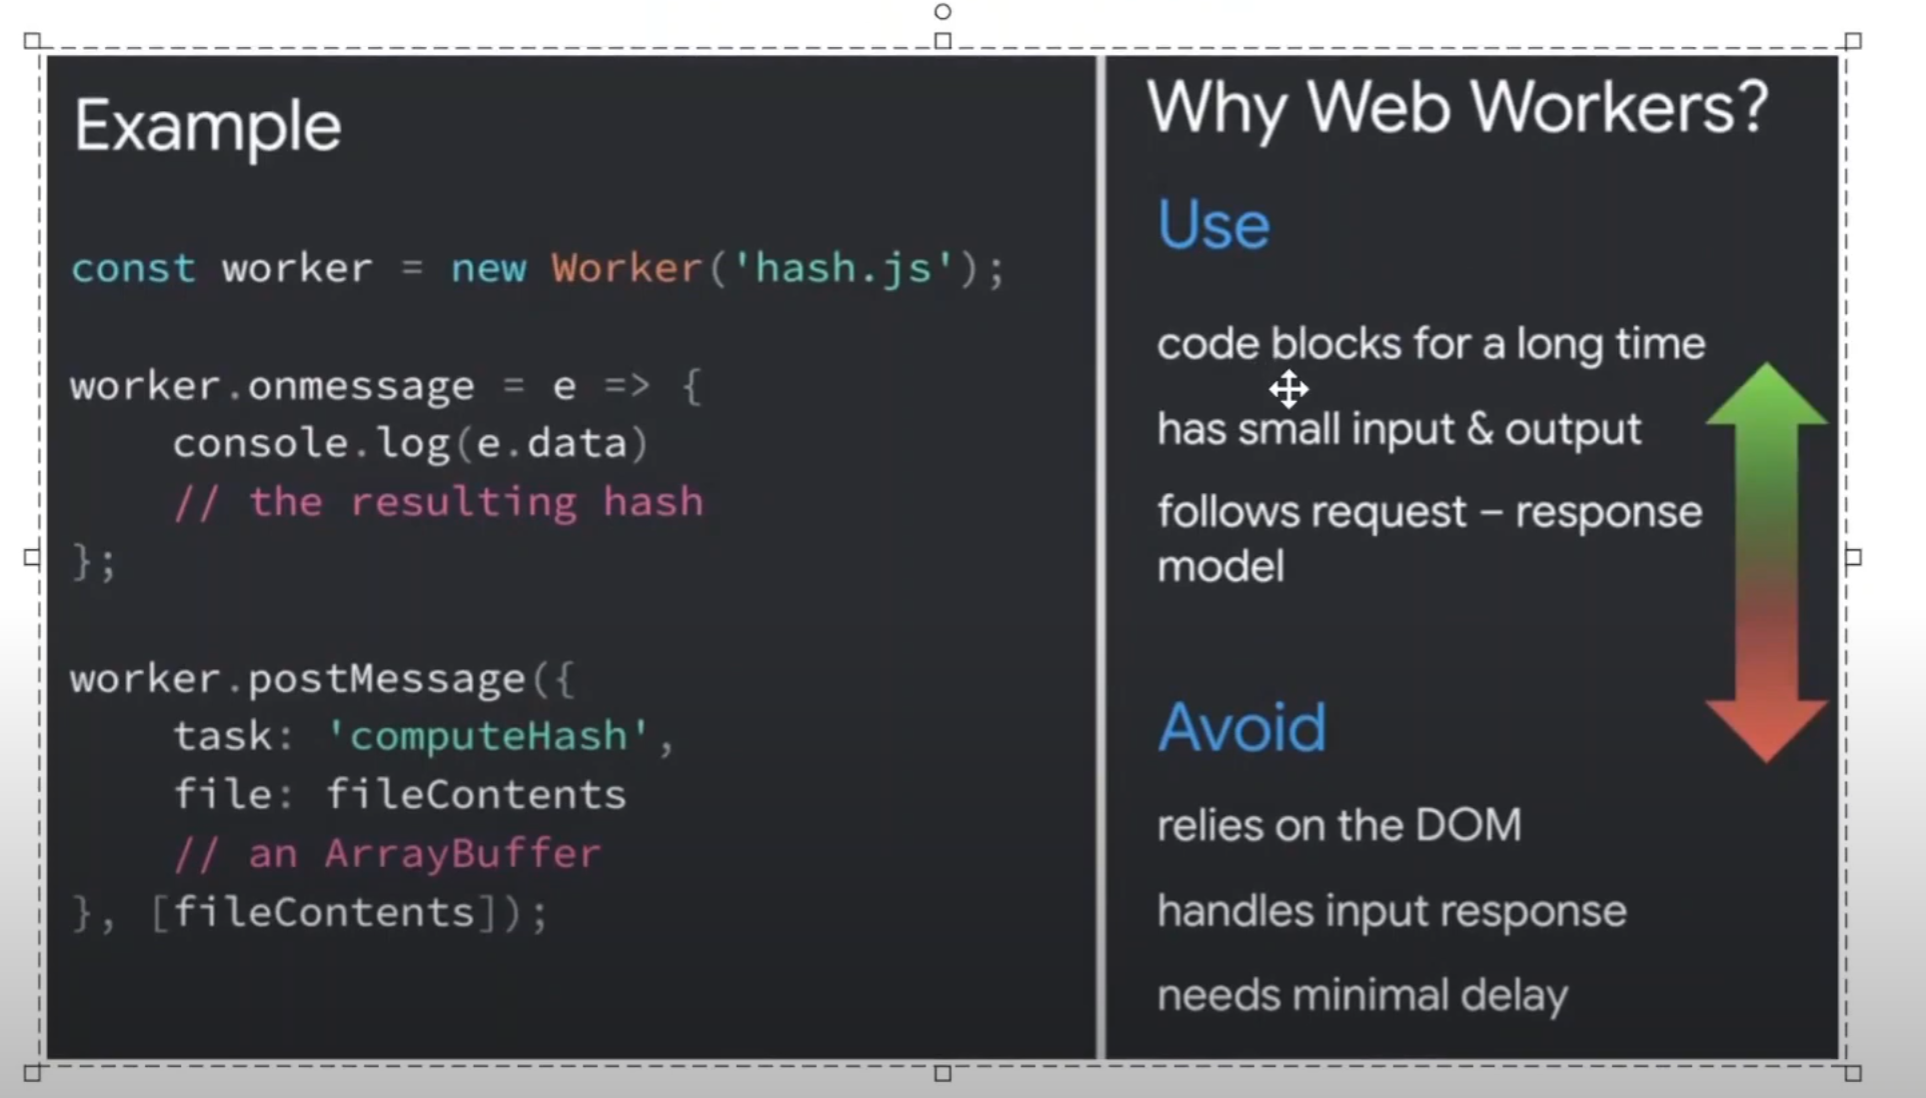 Example
const worker = new Worker('hash.js');
worker.onmessage = e => {
console.log(e.data)
// the resulting hash
};
worker.postMessage({
task: 'computeHash',
file: fileContents
// an ArrayBuffer
}, [fileContents]);
Why Web Workers?
Use
code blocks for a long time
has small input & output
follows request – response
model
Avoid
relies on the DOM
handles input response
needs minimal delay